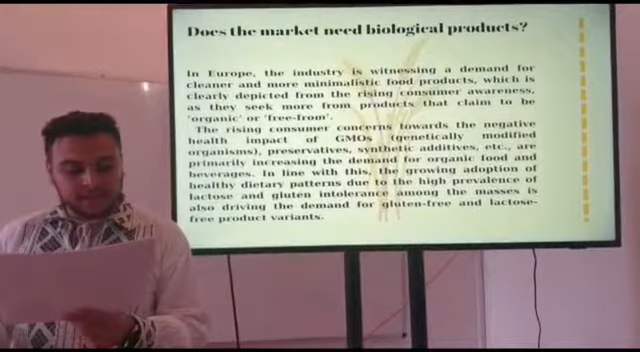 Does the market need biological products?
In Europe, the industry is witnessing a demand for
cleaner and more minimalistic food products, which is
clearly depicted from the rising consumer awareness,
as they seek more from products that claim to be
'organic' or 'free-from'.
The rising consumer concerns towards the negative
health impact of GMOs (genetically modified
organisms), preservatives, synthetic additives, etc., are
primarily increasing the demand for organic food and
beverages. In line with this, the growing adoption of
healthy dietary patterns due to the high prevalence of
lactose and gluten intolerance among the masses is
also driving the demand for gluten-free and lactose-
free product variants.